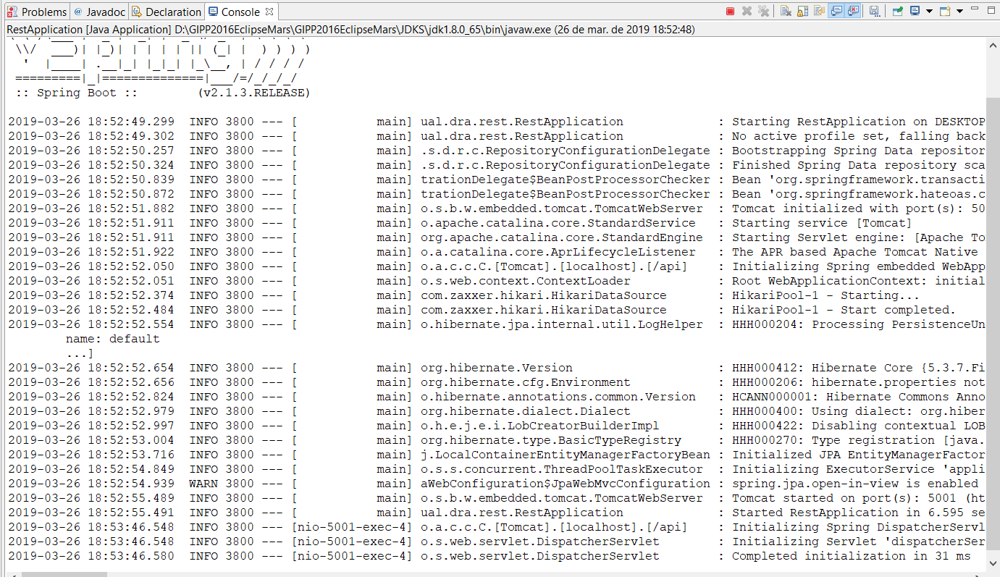 Problems @ Javadoc Declaration Console
RestApplication [Java Application] D:\GIPP2016EclipseMars\GIPP2016EclipseMars\JDKS\jdk1.8.0_65\bin\javaw.exe (26 de mar. de 2019 18:52:48)
 \\/  ___)| |_)| | | | | || (_| |  ) ) ) )
  '  |____| .__|_| |_|_| |_\__, | / / / /
 =========|_|==============|___/=/_/_/_/
 :: Spring Boot ::        (v2.1.3.RELEASE)
2019-03-26 18:52:49.299  INFO 3800 --- [           main] ual.dra.rest.RestApplication             : Starting RestApplication on DESKTOP
2019-03-26 18:52:49.302  INFO 3800 --- [           main] ual.dra.rest.RestApplication             : No active profile set, falling back
2019-03-26 18:52:50.257  INFO 3800 --- [           main] .s.d.r.c.RepositoryConfigurationDelegate : Bootstrapping Spring Data repositor
2019-03-26 18:52:50.324  INFO 3800 --- [           main] .s.d.r.c.RepositoryConfigurationDelegate : Finished Spring Data repository sca
2019-03-26 18:52:50.839  INFO 3800 --- [           main] trationDelegate$BeanPostProcessorChecker : Bean 'org.springframework.transacti
2019-03-26 18:52:50.872  INFO 3800 --- [           main] trationDelegate$BeanPostProcessorChecker : Bean 'org.springframework.hateoas.c
2019-03-26 18:52:51.882  INFO 3800 --- [           main] o.s.b.w.embedded.tomcat.TomcatWebServer  : Tomcat initialized with port(s): 50
2019-03-26 18:52:51.911  INFO 3800 --- [           main] o.apache.catalina.core.StandardService   : Starting service [Tomcat]
2019-03-26 18:52:51.911  INFO 3800 --- [           main] org.apache.catalina.core.StandardEngine  : Starting Servlet engine: [Apache To
2019-03-26 18:52:51.922  INFO 3800 --- [           main] o.a.catalina.core.AprLifecycleListener   : The APR based Apache Tomcat Native
2019-03-26 18:52:52.050  INFO 3800 --- [           main] o.a.c.c.C.[Tomcat].[localhost].[/api]    : Initializing Spring embedded WebApp
2019-03-26 18:52:52.051  INFO 3800 --- [           main] o.s.web.context.ContextLoader            : Root WebApplicationContext: initial
2019-03-26 18:52:52.374  INFO 3800 --- [           main] com.zaxxer.hikari.HikariDataSource       : HikariPool-1 - Starting...
2019-03-26 18:52:52.484  INFO 3800 --- [           main] com.zaxxer.hikari.HikariDataSource       : HikariPool-1 - Start completed.
2019-03-26 18:52:52.554  INFO 3800 --- [           main] o.hibernate.jpa.internal.util.LogHelper  : HHH000204: Processing PersistenceUn
	name: default
	...]
2019-03-26 18:52:52.654  INFO 3800 --- [           main] org.hibernate.Version                    : HHH000412: Hibernate Core {5.3.7.Fi
2019-03-26 18:52:52.656  INFO 3800 --- [           main] org.hibernate.cfg.Environment            : HHH000206: hibernate.properties not
2019-03-26 18:52:52.824  INFO 3800 --- [           main] o.hibernate.annotations.common.Version   : HCANN000001: Hibernate Commons Anno
2019-03-26 18:52:52.979  INFO 3800 --- [           main] org.hibernate.dialect.Dialect            : HHH000400: Using dialect: org.hiber
2019-03-26 18:52:52.997  INFO 3800 --- [           main] o.h.e.j.e.i.LobCreatorBuilderImpl        : HHH000422: Disabling contextual LOB
2019-03-26 18:52:53.004  INFO 3800 --- [           main] org.hibernate.type.BasicTypeRegistry     : HHH000270: Type registration [java.
2019-03-26 18:52:53.716  INFO 3800 --- [           main] j.LocalContainerEntityManagerFactoryBean : Initialized JPA EntityManagerFactor
2019-03-26 18:52:54.849  INFO 3800 --- [           main] o.s.s.concurrent.ThreadPoolTaskExecutor  : Initializing ExecutorService 'appli
2019-03-26 18:52:54.939  WARN 3800 --- [           main] aWebConfiguration$JpaWebMvcConfiguration : spring.jpa.open-in-view is enabled
2019-03-26 18:52:55.489  INFO 3800 --- [           main] o.s.b.w.embedded.tomcat.TomcatWebServer  : Tomcat started on port(s): 5001 (ht
2019-03-26 18:52:55.491  INFO 3800 --- [           main] ual.dra.rest.RestApplication             : Started RestApplication in 6.595 se
2019-03-26 18:53:46.548  INFO 3800 --- [nio-5001-exec-4] o.a.c.c.C.[Tomcat].[localhost].[/api]    : Initializing Spring DispatcherServl
2019-03-26 18:53:46.548  INFO 3800 --- [nio-5001-exec-4] o.s.web.servlet.DispatcherServlet        : Initializing Servlet 'dispatcherSer
2019-03-26 18:53:46.580  INFO 3800 --- [nio-5001-exec-4] o.s.web.servlet.DispatcherServlet        : Completed initialization in 31 ms